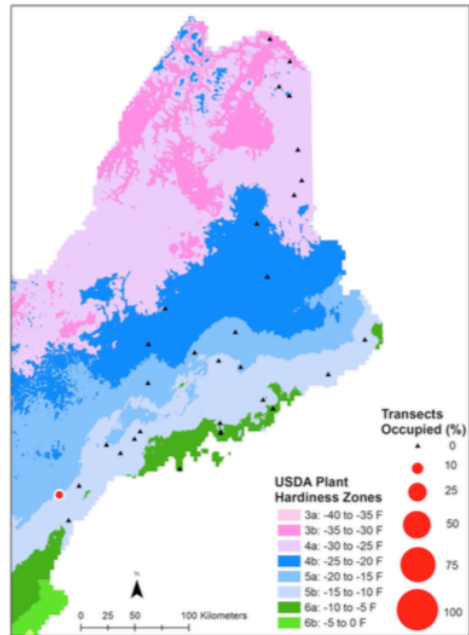 Transects
Occupied (%)
0
10
25
50
75
100
USDA Plant
Hardiness Zones
3a: -40 to -35 F
3b: -35 to -30 F
4a: -30 to -25 F
4b: -25 to -20 F
5a: -20 to -15 F
5b: -15 to -10 F
6a: -10 to -5 F
6b: -5 to 0 F
N
0 25 50 100 Kilometers